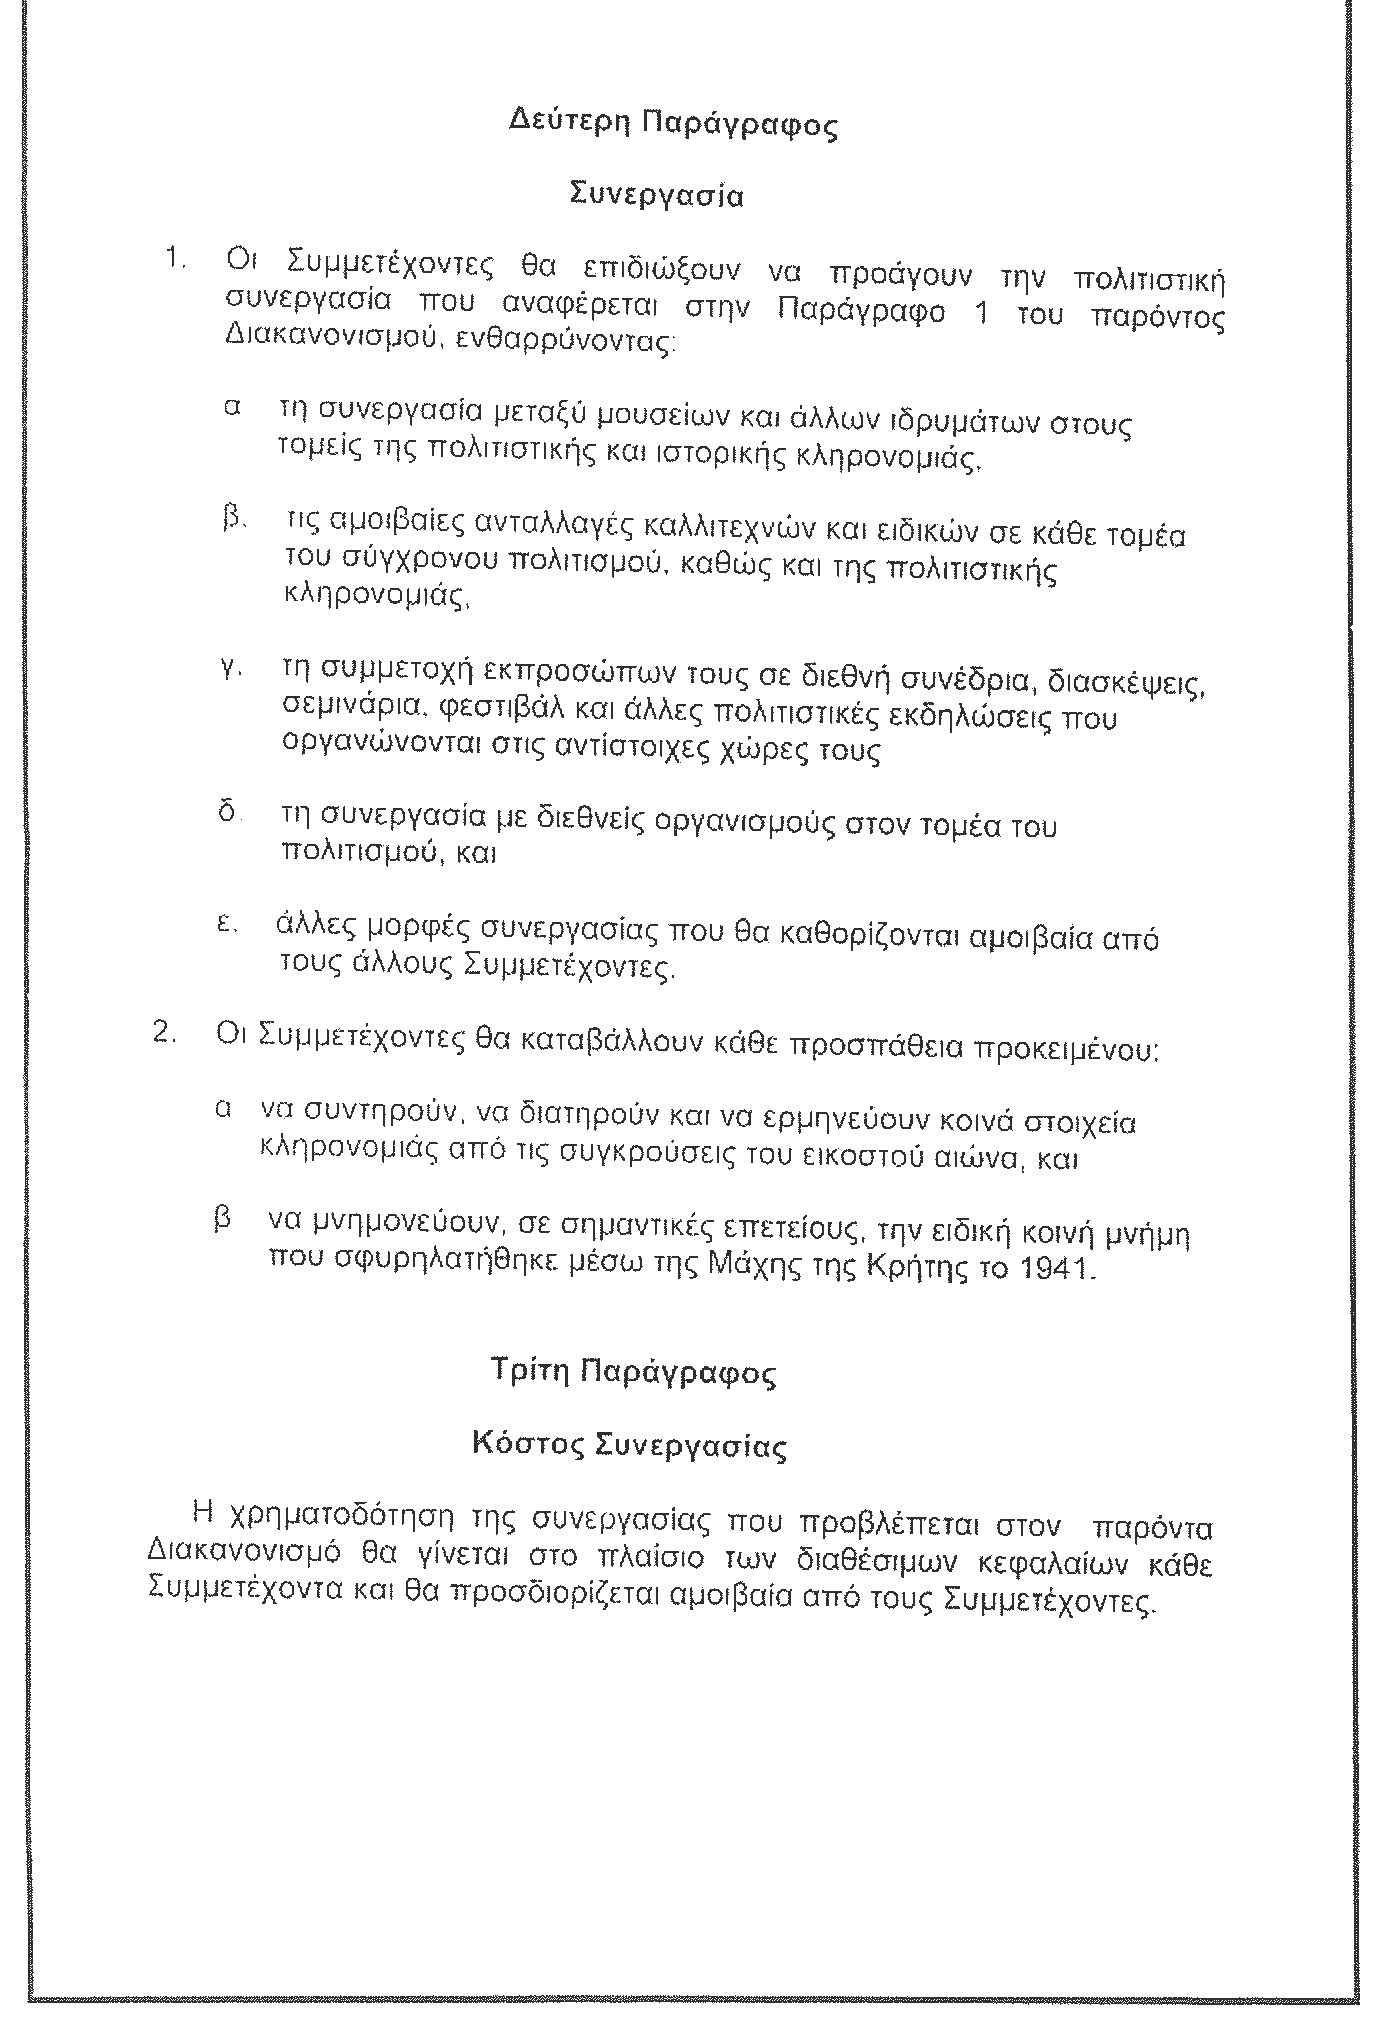 Δεύτερη Παράγραφος
Συνεργασία
1. Οι Συμμετέχοντες θα επιδιώξουν να προάγουν την πολιτιστική
συνεργασία που αναφέρεται στην Παράγραφο 1 του παρόντος
Διακανονισμού, ενθαρρύνοντας:
α τη συνεργασία μεταξύ μουσείων και άλλων ιδρυμάτων στους
τομείς της πολιτιστικής και ιστορικής κληρονομιάς,
β. τις αμοιβαίες ανταλλαγές καλλιτεχνών και ειδικών σε κάθε τομέα
του σύγχρονου πολιτισμού, καθώς και της πολιτιστικής
κληρονομιάς,
γ. τη συμμετοχή εκπροσώπων τους σε διεθνή συνέδρια, διασκέψεις,
σεμινάρια, φεστιβάλ και άλλες πολιτιστικές εκδηλώσεις που
οργανώνονται στις αντίστοιχες χώρες τους
δ. τη συνεργασία με διεθνείς οργανισμούς στον τομέα του
πολιτισμού, και
ε. άλλες μορφές συνεργασίας που θα καθορίζονται αμοιβαία από
τους άλλους Συμμετέχοντες.
2. Οι Συμμετέχοντες θα καταβάλλουν κάθε προσπάθεια προκειμένου:
α να συντηρούν, να διατηρούν και να ερμηνεύουν κοινά στοιχεία
κληρονομιάς από τις συγκρούσεις του εικοστού αιώνα, και
β να μνημονεύουν, σε σημαντικές επετείους, την ειδική κοινή μνήμη
που σφυρηλατήθηκε μέσω της Μάχης της Κρήτης το 1941.
Τρίτη Παράγραφος
Κόστος Συνεργασίας
Η χρηματοδότηση της συνεργασίας που προβλέπεται στον παρόντα
Διακανονισμό θα γίνεται στο πλαίσιο των διαθέσιμων κεφαλαίων κάθε
Συμμετέχοντα και θα προσδιορίζεται αμοιβαία από τους Συμμετέχοντες.